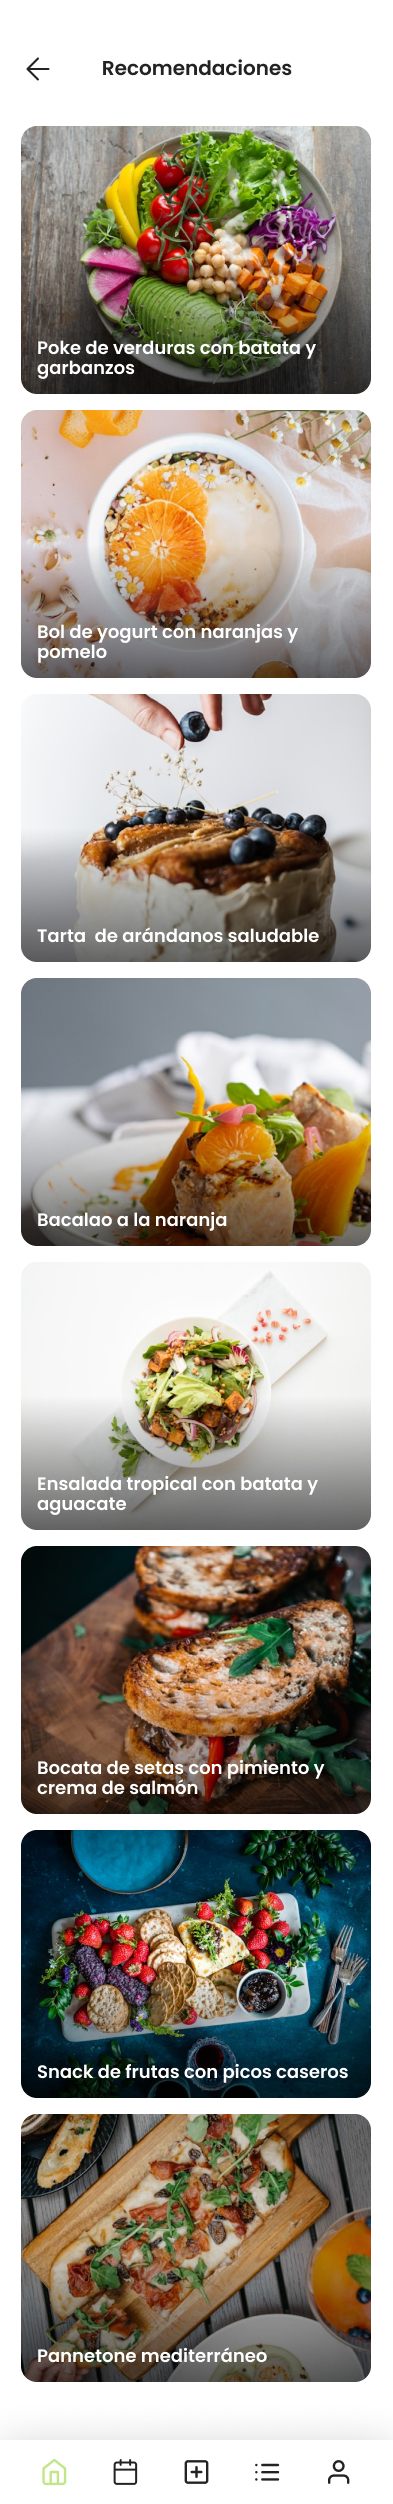 Recomendaciones
Poke de verduras con batata y
garbanzos
Bol de yogurt con naranjas y
pomelo
Tarta  de arándanos saludable
Bacalao a la naranja
Ensalada tropical con batata y
aguacate
Bocata de setas con pimiento y
crema de salmón
Snack de frutas con picos caseros
Pannetone mediterráneo